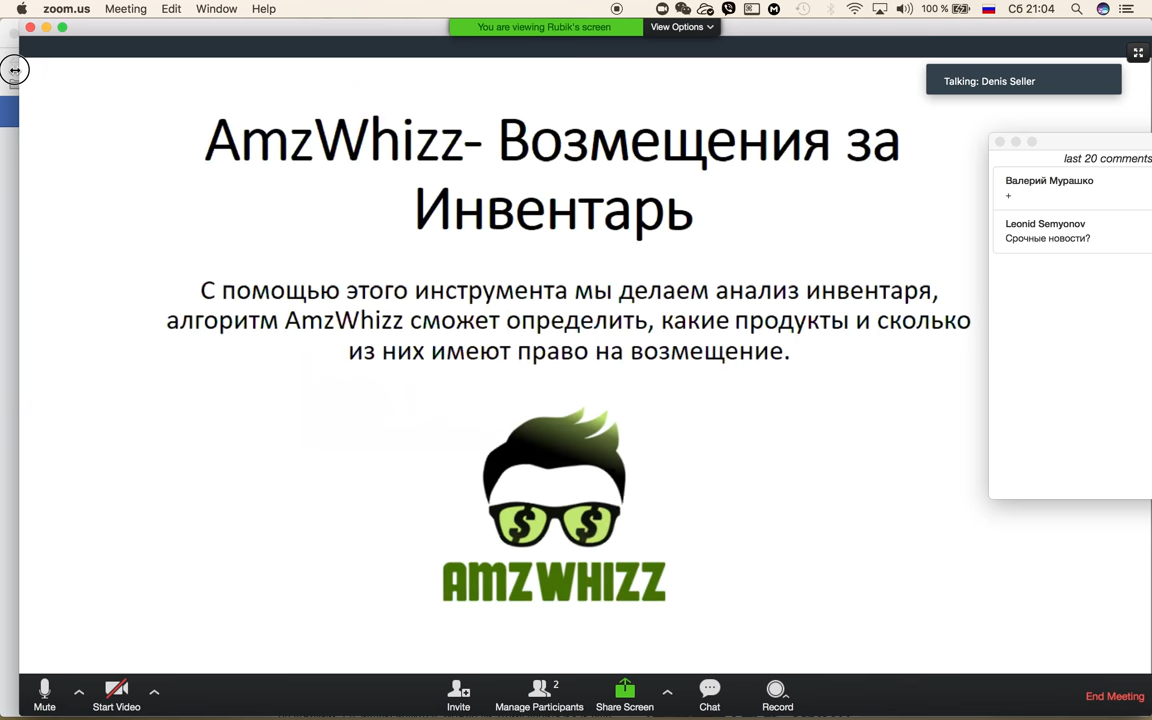 zoom.us Meeting Edit Window Help
100 % Сб 21:04
You are viewing Rubik's screen View Options
Talking: Denis Seller
AmzWhizz- Возмещения за
Инвентарь
last 20 comments
Валерий Мурашко
+
Leonid Semyonov
Срочные новости?
С помощью этого инструмента мы делаем анализ инвентаря,
алгоритм AmzWhizz сможет определить, какие продукты и сколько
из них имеют право на возмещение.
$ $
AMZWHIZZ
Mute Start Video Invite Manage Participants 2 Share Screen Chat Record End Meeting